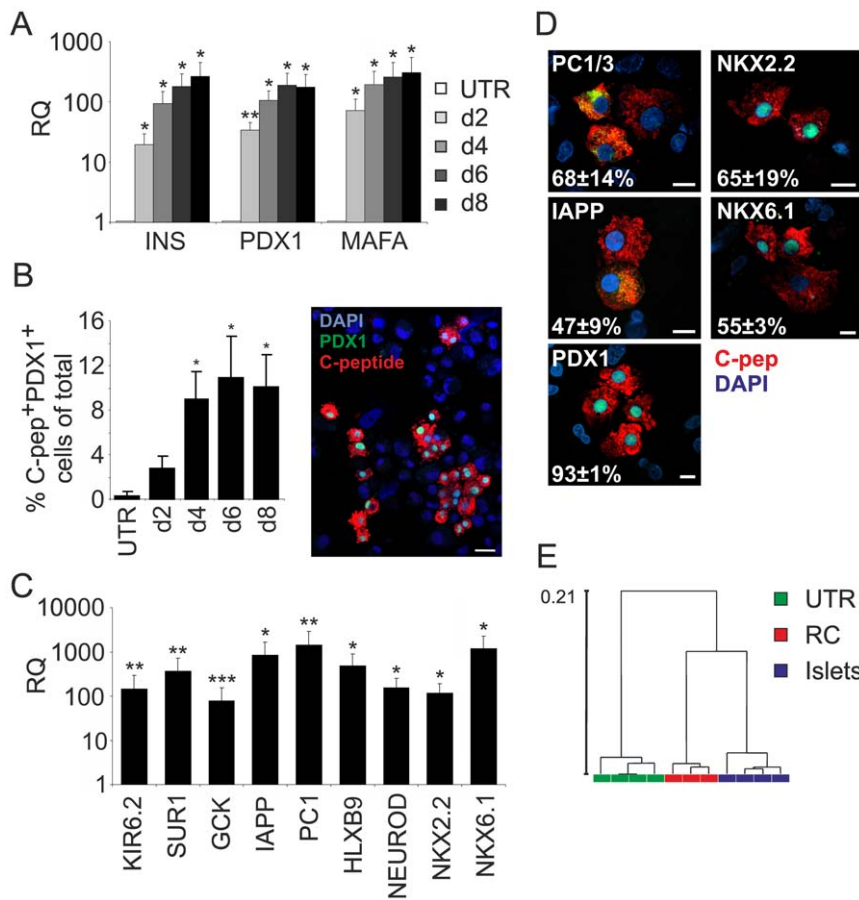 A
1000
100
10
1
RQ
INS PDX1 MAFA
* * * *
** * * *
* * * *
UTR
d2
d4
d6
d8
B
16
12
8
4
0
% C-pep+PDX1+
cells of total
* * *
UTR
d2
d4
d6
d8
DAPI
PDX1
C-peptide
C
10000
1000
100
10
1
RQ
** ** *** * ** * * * *
KIR6.2
SUR1
GCK
IAPP
PC1
HLXB9
NEUROD
NKX2.2
NKX6.1
D
PC1/3
68±14%
NKX2.2
65±19%
IAPP
47±9%
NKX6.1
55±3%
PDX1
93±1%
C-pep
DAPI
E
0.21
UTR
RC
Islets